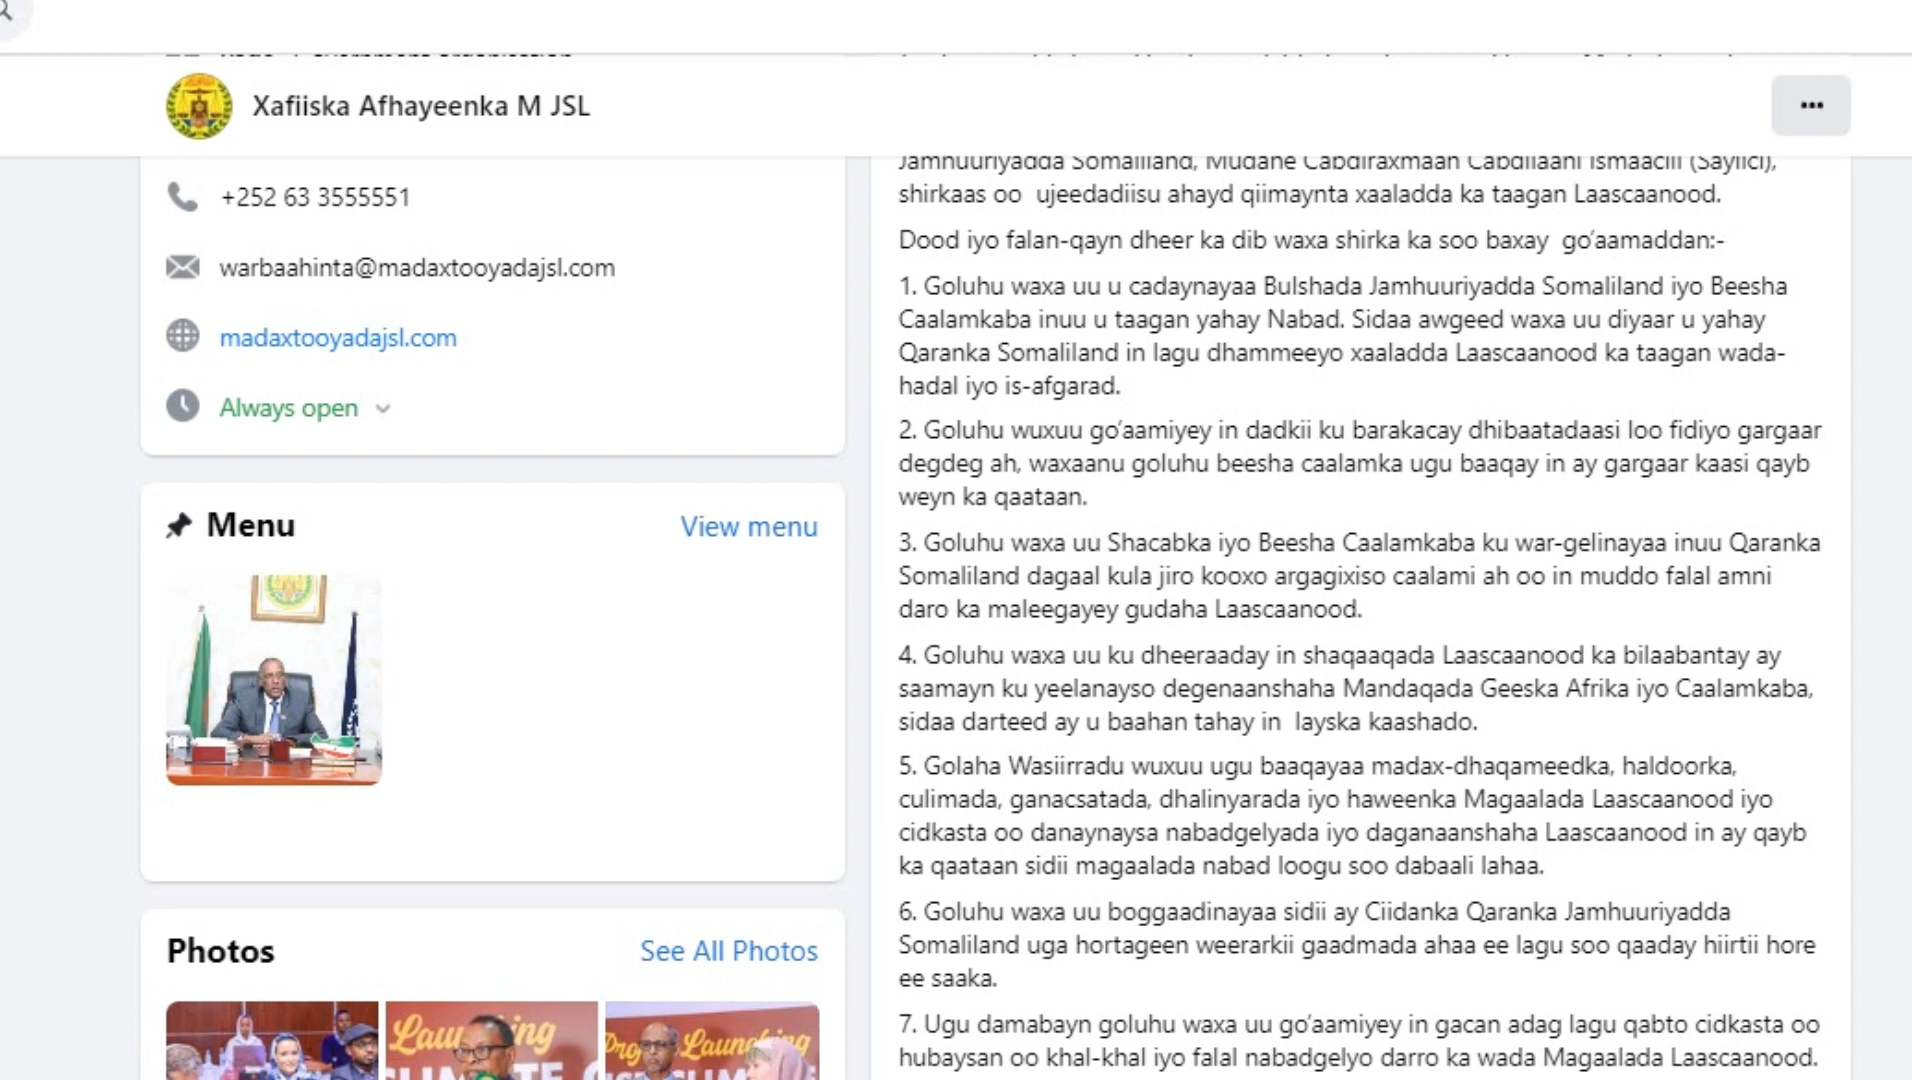 Xafiiska Afhayeenka M JSL
...
+252 63 3555551
warbaahinta@madaxtooyadajsl.com
madaxtooyadajsl.com
Always open
Menu
View menu
Photos
See All Photos
Launching
Launching
Jamhuuriyadda Somaliland, Mudane Cabdiraxmaan Cabdilaahi Ismaaciil (Saylici),
shirkaas oo ujeedadiisu ahayd qiimaynta xaaladda ka taagan Laascaanood.
Dood iyo falan-qayn dheer ka dib waxa shirka ka soo baxay go’aamaddan:-
1. Goluhu waxa uu u cadaynayaa Bulshada Jamhuuriyadda Somaliland iyo Beesha
Caalamkaba inuu u taagan yahay Nabad. Sidaa awgeed waxa uu diyaar u yahay
Qaranka Somaliland in lagu dhammeeyo xaaladda Laascaanood ka taagan wada-
hadal iyo is-afgarad.
2. Goluhu wuxuu go’aamiyey in dadkii ku barakacay dhibaatadaasi loo fidiyo gargaar
degdeg ah, waxaanu goluhu beesha caalamka ugu baaqay in ay gargaar kaasi qayb
weyn ka qaataan.
3. Goluhu waxa uu Shacabka iyo Beesha Caalamkaba ku war-gelinayaa inuu Qaranka
Somaliland dagaal kula jiro kooxo argagixiso caalami ah oo in muddo falal amni
daro ka maleegayey gudaha Laascaanood.
4. Goluhu waxa uu ku dheeraaday in shaqaaqada Laascaanood ka bilaabantay ay
saamayn ku yeelanayso degenaanshaha Mandaqada Geeska Afrika iyo Caalamkaba,
sidaa darteed ay u baahan tahay in layska kaashado.
5. Golaha Wasiirradu wuxuu ugu baaqayaa madax-dhaqameedka, haldoorka,
culimada, ganacsatada, dhalinyarada iyo haweenka Magaalada Laascaanood iyo
cidkasta oo danaynaysa nabadgelyada iyo daganaanshaha Laascaanood in ay qayb
ka qaataan sidii magaalada nabad loogu soo dabaali lahaa.
6. Goluhu waxa uu boggaadinayaa sidii ay Ciidanka Qaranka Jamhuuriyadda
Somaliland uga hortageen weerarkii gaadmada ahaa ee lagu soo qaaday hiirtii hore
ee saaka.
7. Ugu damabayn goluhu waxa uu go’aamiyey in gacan adag lagu qabto cidkasta oo
hubaysan oo khal-khal iyo falal nabadgelyo darro ka wada Magaalada Laascaanood.